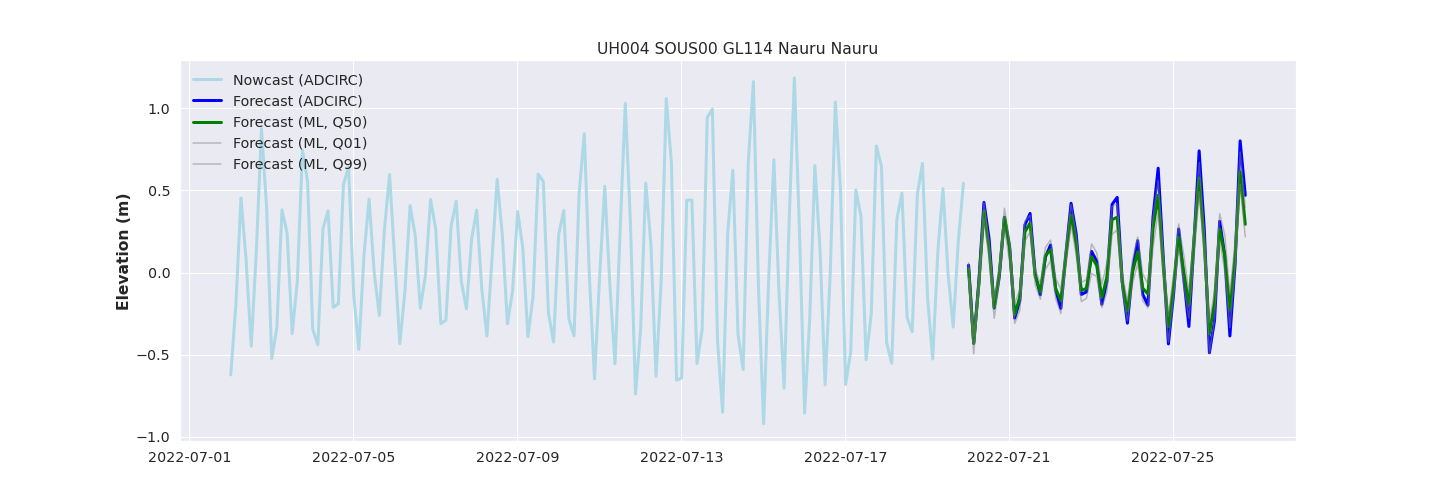 UH004 SOUS00 GL114 Nauru Nauru
Nowcast (ADCIRC)
Forecast (ADCIRC)
Forecast (ML, Q50)
Forecast (ML, Q01)
Forecast (ML, Q99)
Elevation (m)
1.0
0.5
0.0
−0.5
−1.0
2022-07-01 2022-07-05 2022-07-09 2022-07-13 2022-07-17 2022-07-21 2022-07-25